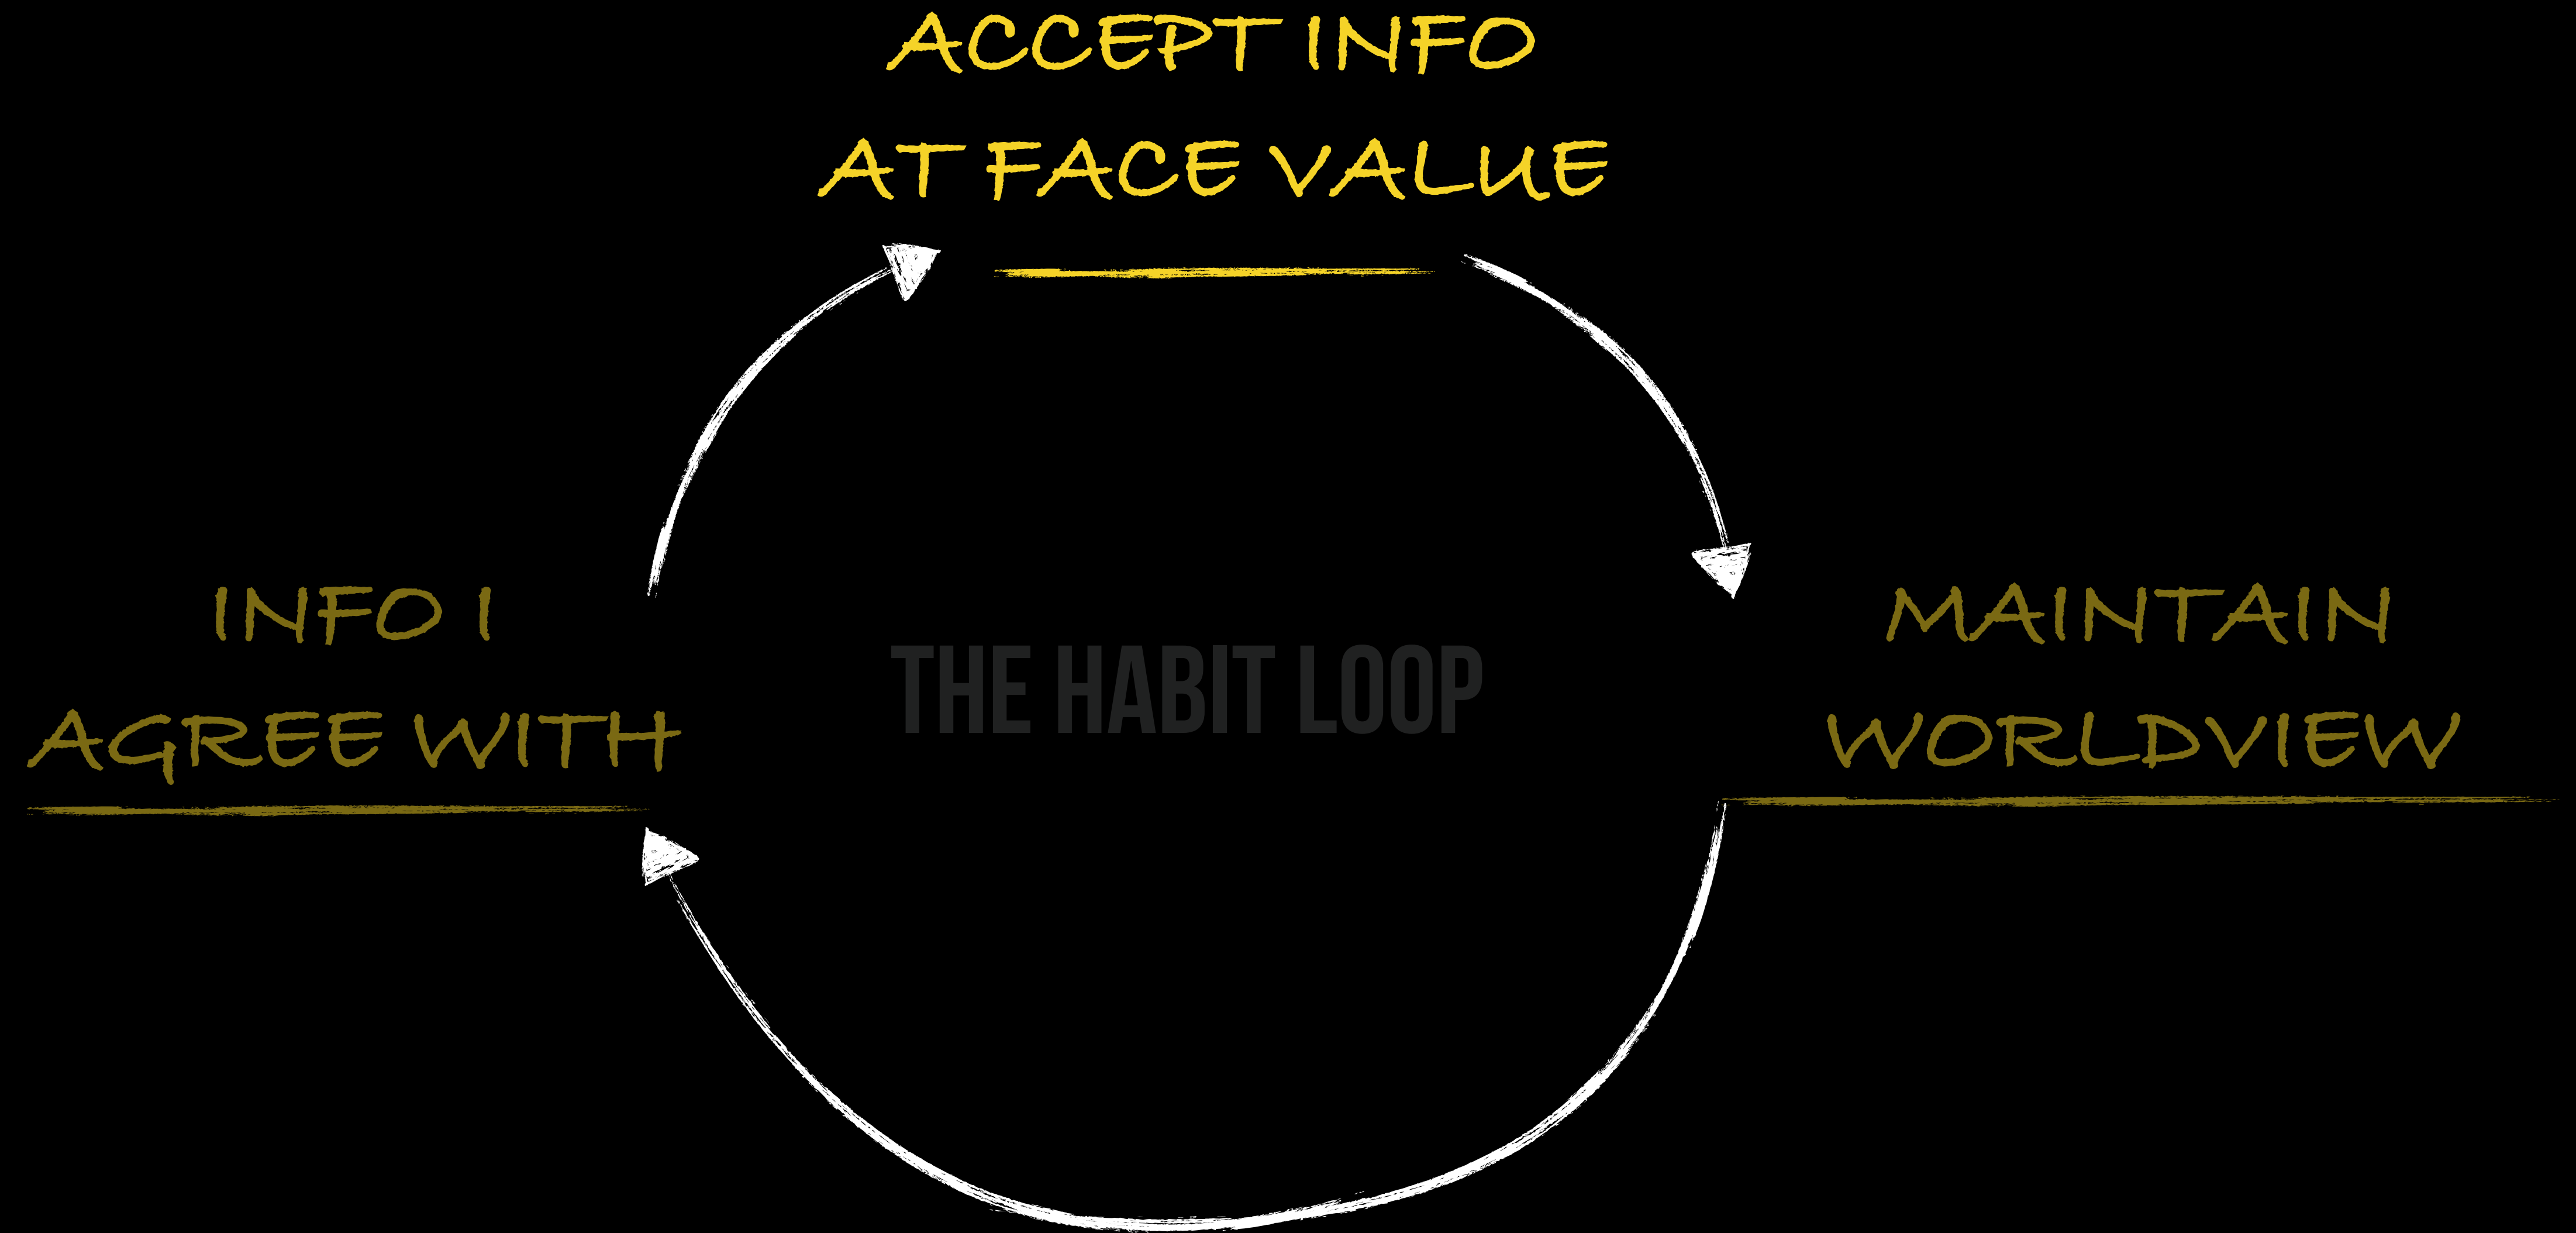 ACCEPT INFO
AT FACE VALUE
INFO I
AGREE WITH
THE HABIT LOOP
MAINTAIN
WORLDVIEW